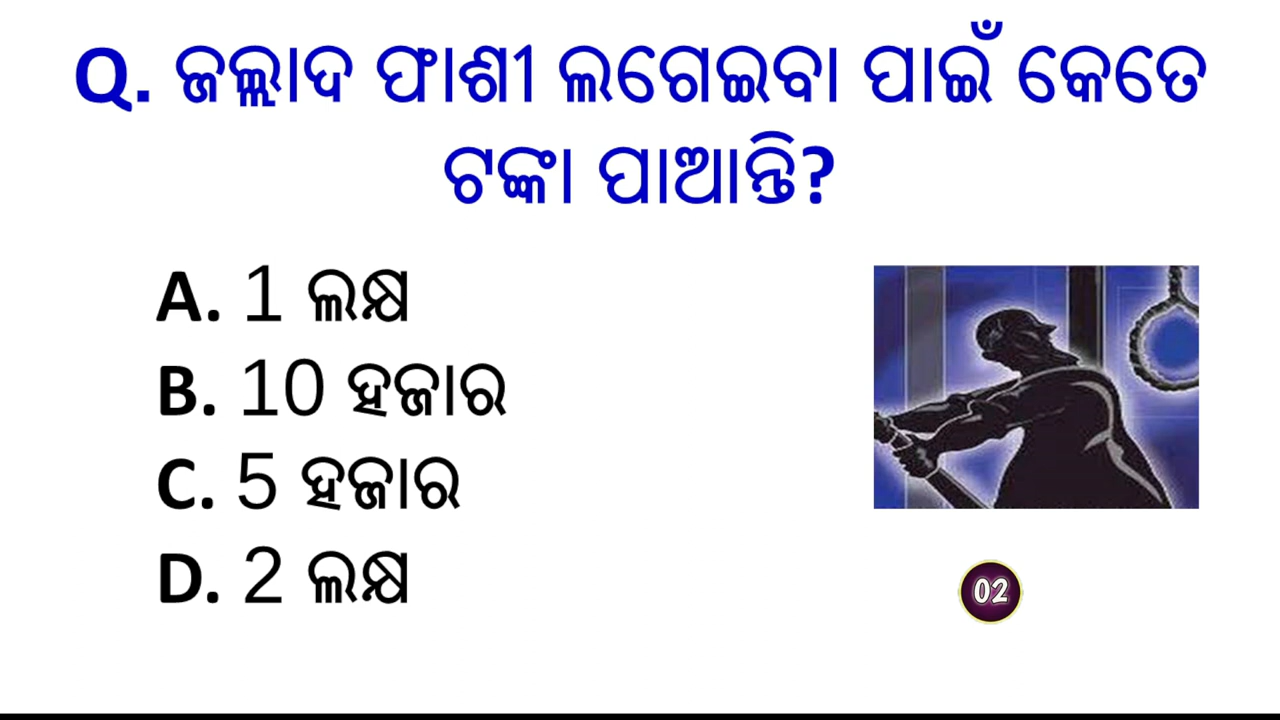 Q. ଜଲ୍ଲାଦ ଫାଶୀ ଲଗେଇବା ପାଇଁ କେତେ
ଟଙ୍କା ପାଆନ୍ତି?
A. 1 ଲକ୍ଷ
B. 10 ହଜାର
C. 5 ହଜାର
D. 2 ଲକ୍ଷ
02